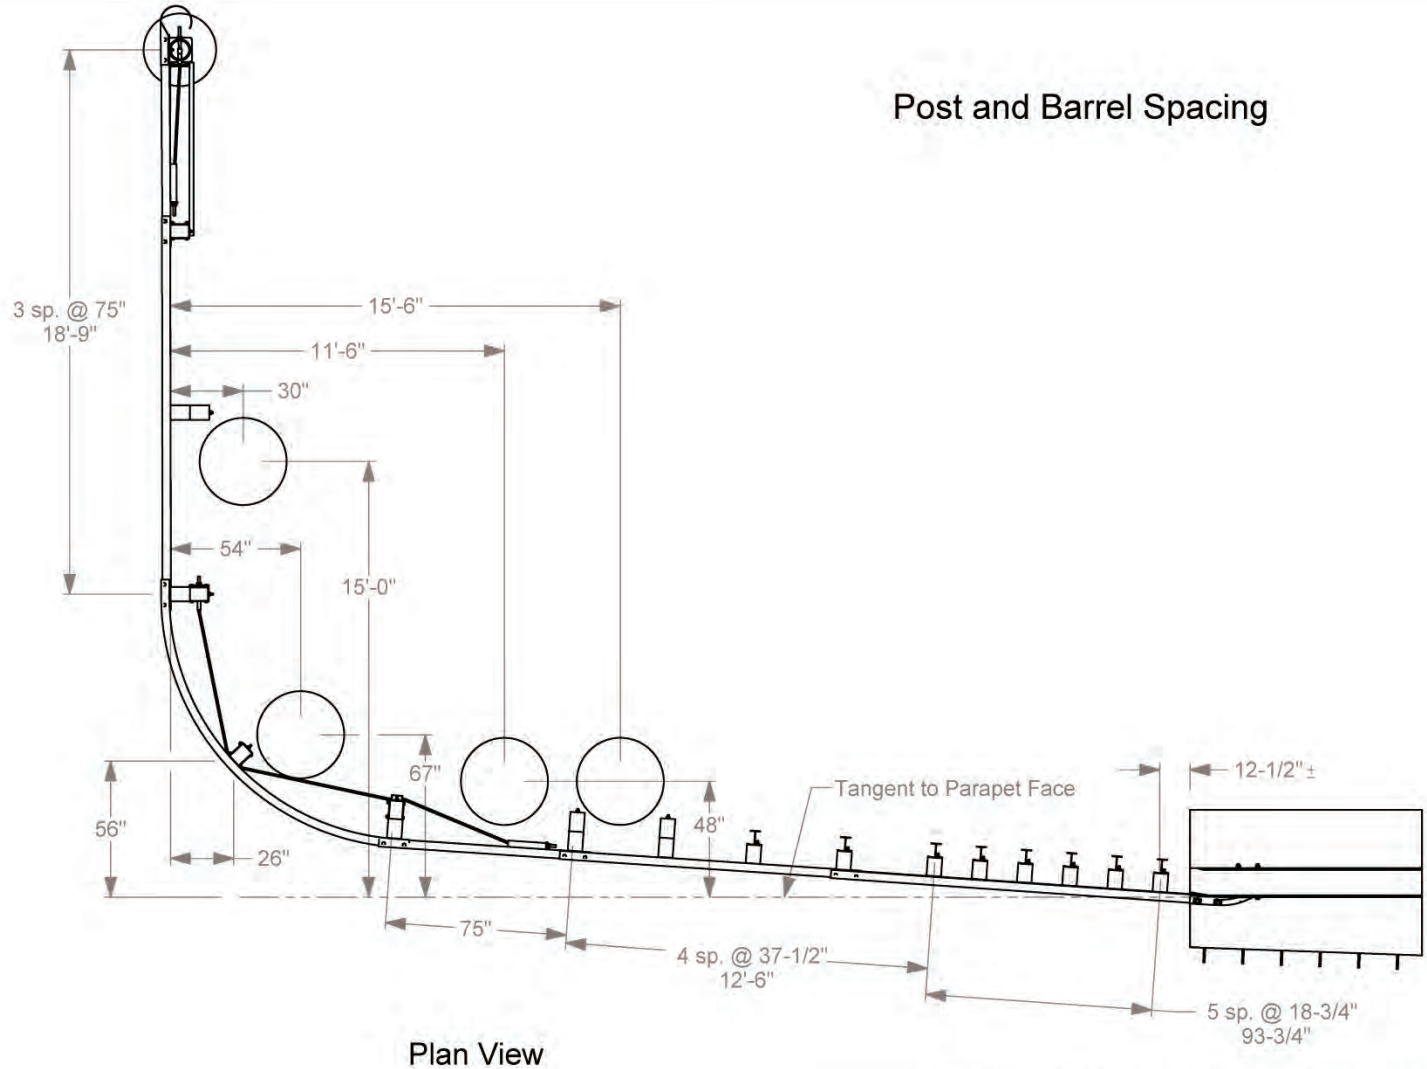 Post and Barrel Spacing
15'-6"
3 sp. @ 75"
18'-9"
11'-6"
30"
54"
15'-0"
67"
12-1/2"±
Tangent to Parapet Face
56"
48"
26"
75"
4 sp. @ 37-1/2"
12'-6"
5 sp. @ 18-3/4"
93-3/4"
Plan View